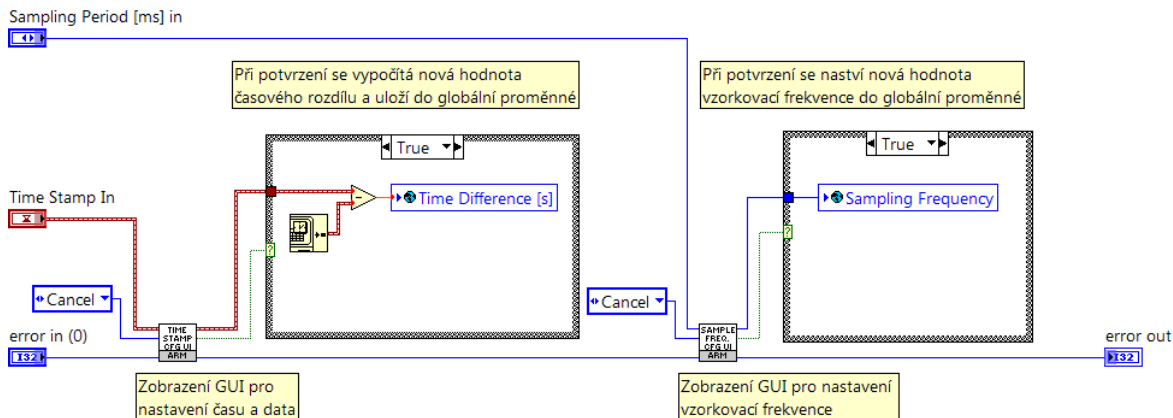 Sampling Period [ms] in
Při potvrzení se vypočítá nová hodnota
časového rozdílu a uloží do globální proměnné
Při potvrzení se naství nová hodnota
vzorkovací frekvence do globální proměnné
True
True
Time Stamp In
Time Difference [s]
Sampling Frequency
?
?
Cancel
Cancel
error in (0)
I32
TIME
STAMP
CFG UI
ARM
SAMPLE
FREQ.
CFG UI
ARM
error out
I32
Zobrazení GUI pro
nastavení času a data
Zobrazení GUI pro nastavení
vzorkovací frekvence